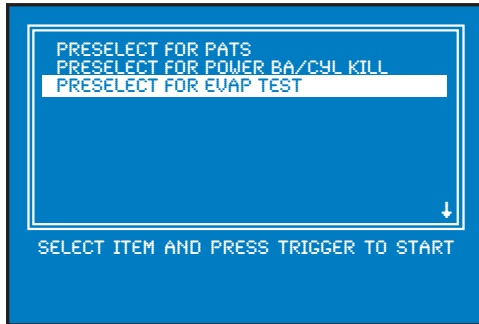 PRESELECT FOR PATS
PRESELECT FOR POWER BA/CYL KILL
PRESELECT FOR EVAP TEST
SELECT ITEM AND PRESS TRIGGER TO START